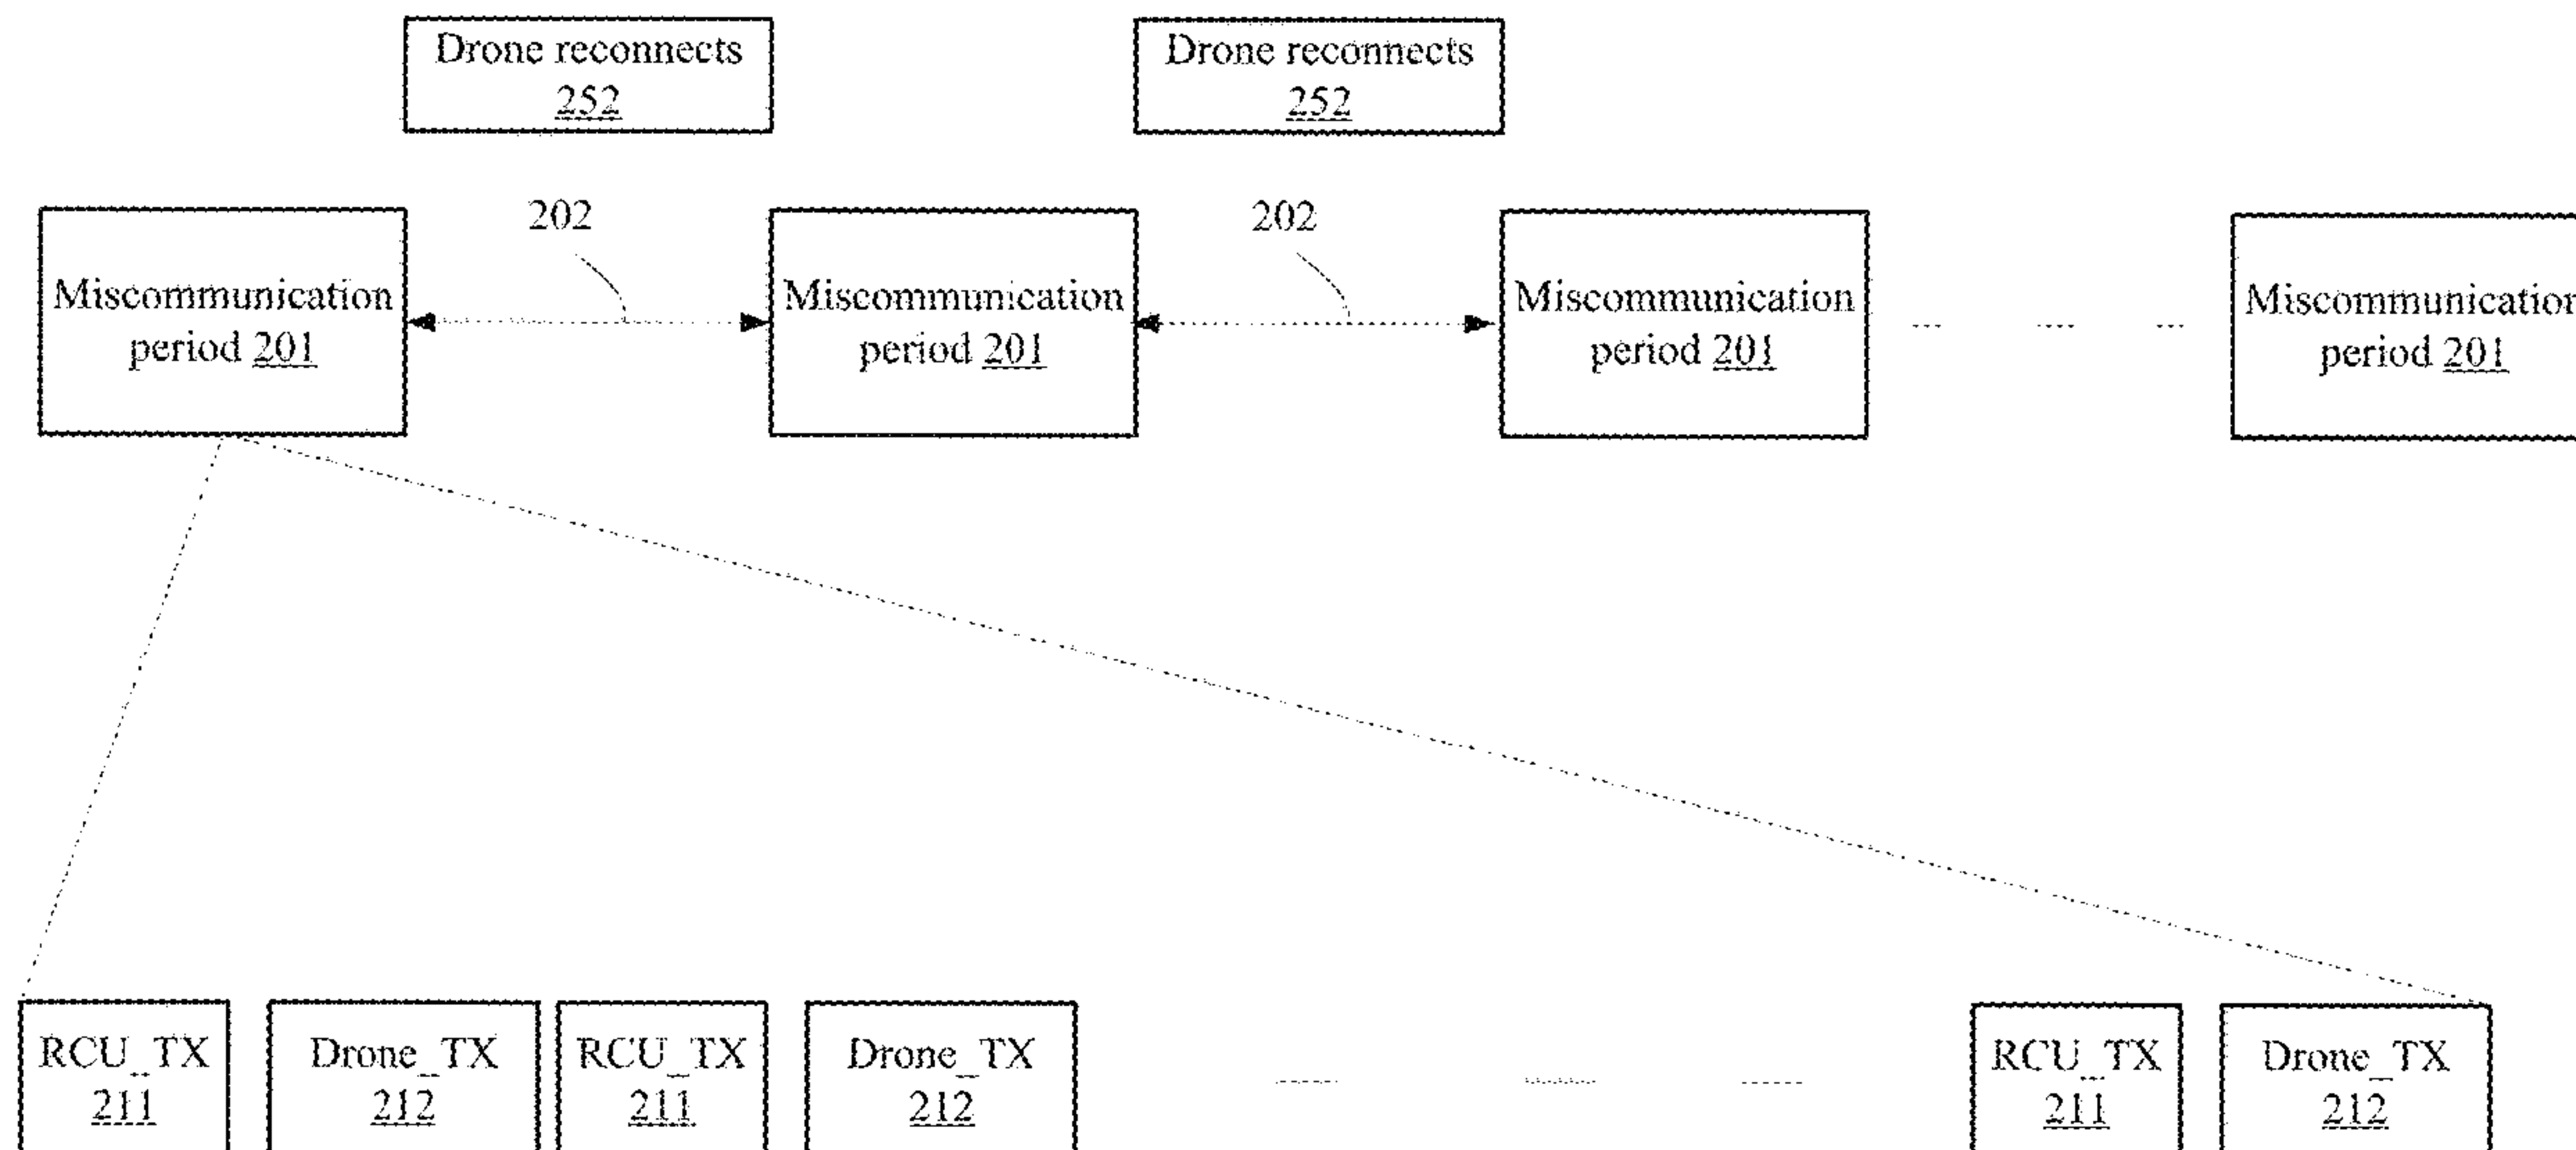 Drone reconnects
252
Drone reconnects
252
202
202
Miscommunication
period 201
Miscommunication
period 201
Miscommunication
period 201
Miscommunication
period 201
RCU_TX
211
Drone_TX
212
RCU_TX
211
Drone_TX
212
RCU_TX
211
Drone_TX
212